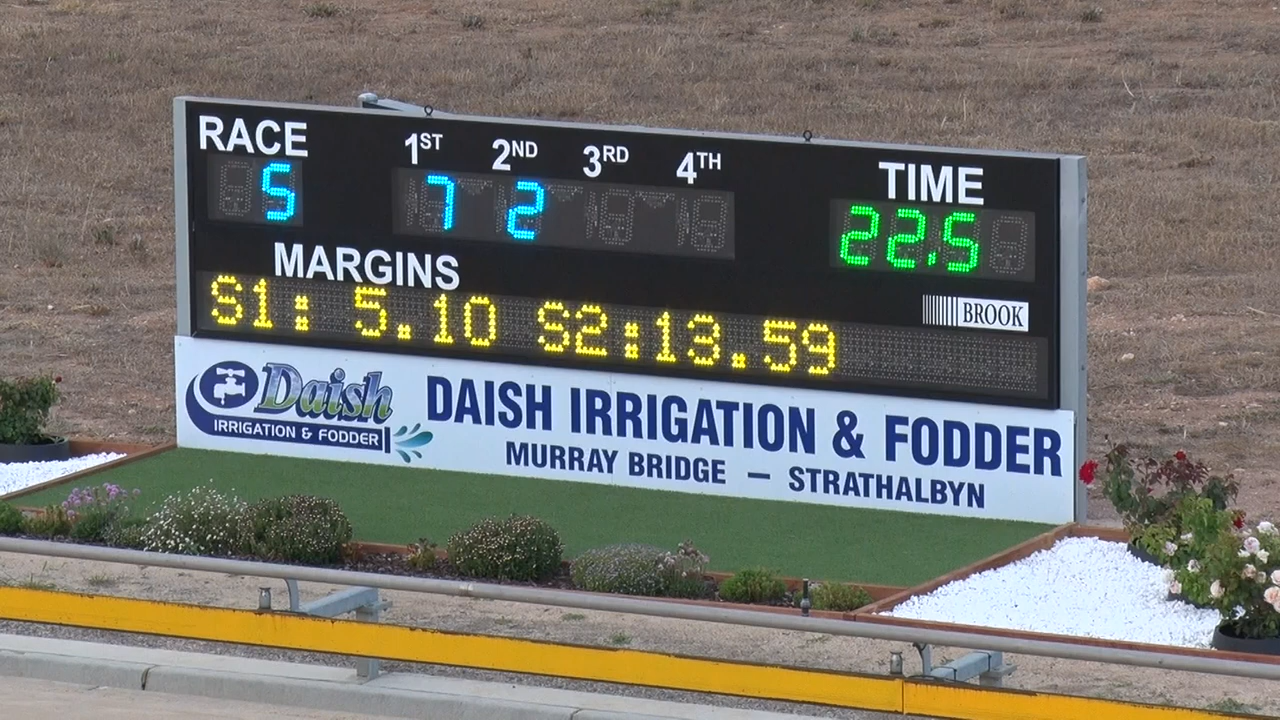 RACE 1ST 2ND 3RD 4TH TIME
5 7 2 22.5
MARGINS
BROOK
S1: 5.10 S2:13.59
Daish
IRRIGATION & FODDER
DAISH IRRIGATION & FODDER
MURRAY BRIDGE – STRATHALBYN